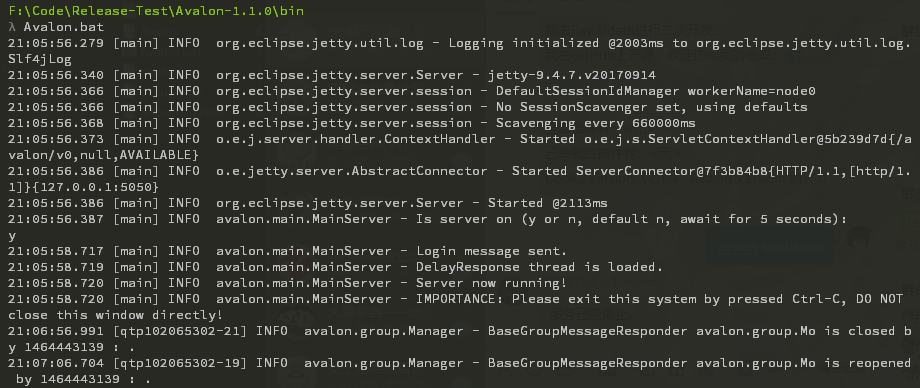 F:\Code\Release-Test\Avalon-1.1.0\bin
λ Avalon.bat
21:05:56.279 [main] INFO  org.eclipse.jetty.util.log - Logging initialized @2003ms to org.eclipse.jetty.util.log.
Slf4jLog
21:05:56.340 [main] INFO  org.eclipse.jetty.server.Server - jetty-9.4.7.v20170914
21:05:56.366 [main] INFO  org.eclipse.jetty.server.session - DefaultSessionIdManager workerName=node0
21:05:56.366 [main] INFO  org.eclipse.jetty.server.session - No SessionScavenger set, using defaults
21:05:56.368 [main] INFO  org.eclipse.jetty.server.session - Scavenging every 660000ms
21:05:56.373 [main] INFO  o.e.j.server.handler.ContextHandler - Started o.e.j.s.ServletContextHandler@5b239d7d{/a
valon/v0,null,AVAILABLE}
21:05:56.386 [main] INFO  o.e.jetty.server.AbstractConnector - Started ServerConnector@7f3b84b8{HTTP/1.1,[http/1.
1]}{127.0.0.1:5050}
21:05:56.386 [main] INFO  org.eclipse.jetty.server.Server - Started @2113ms
21:05:56.387 [main] INFO  avalon.main.MainServer - Is server on (y or n, default n, await for 5 seconds):
y
21:05:58.717 [main] INFO  avalon.main.MainServer - Login message sent.
21:05:58.719 [main] INFO  avalon.main.MainServer - DelayResponse thread is loaded.
21:05:58.720 [main] INFO  avalon.main.MainServer - Server now running!
21:05:58.720 [main] INFO  avalon.main.MainServer - IMPORTANCE: Please exit this system by pressed Ctrl-C, DO NOT
close this window directly!
21:06:56.991 [qtp102065302-21] INFO  avalon.group.Manager - BaseGroupMessageResponder avalon.group.Mo is closed b
y 1464443139 : .
21:07:06.704 [qtp102065302-19] INFO  avalon.group.Manager - BaseGroupMessageResponder avalon.group.Mo is reopened
 by 1464443139 : .